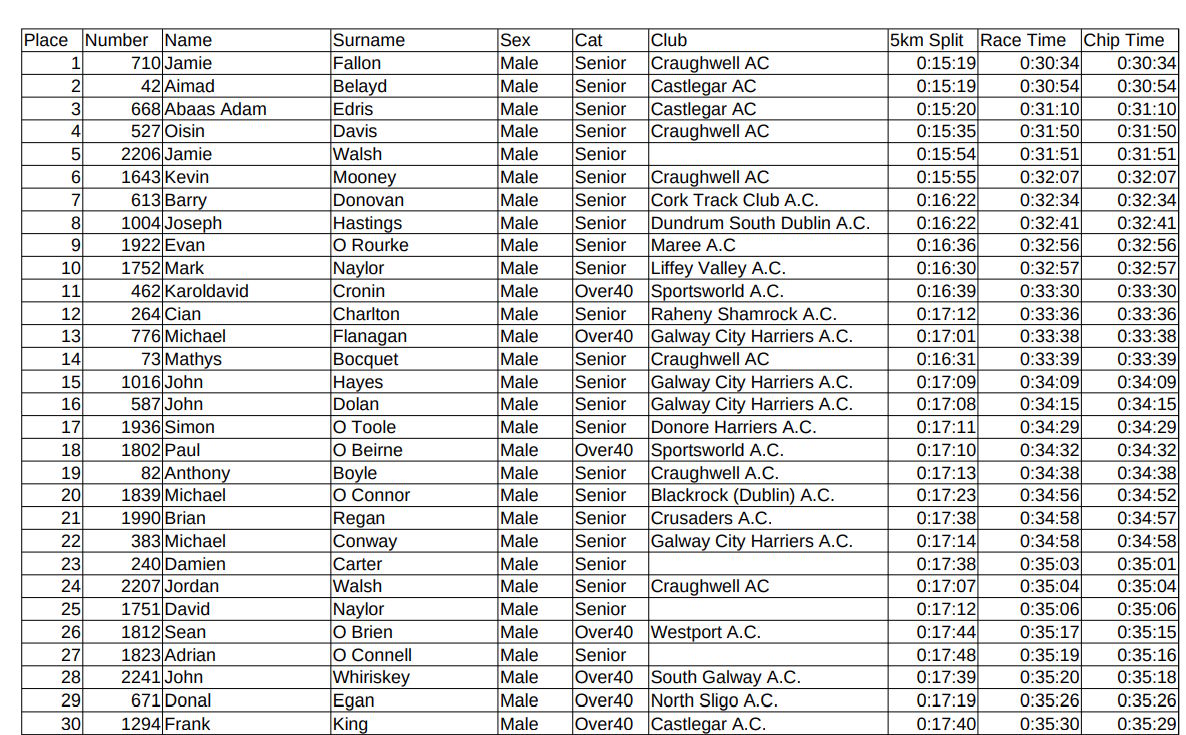 Place Number Name Surname Sex Cat Club 5km Split Race Time Chip Time
1 710 Jamie Fallon Male Senior Craughwell AC 0:15:19 0:30:34 0:30:34
2 42 Aimad Belayd Male Senior Castlegar AC 0:15:19 0:30:54 0:30:54
3 668 Abaas Adam Edris Male Senior Castlegar AC 0:15:20 0:31:10 0:31:10
4 527 Oisin Davis Male Senior Craughwell AC 0:15:35 0:31:50 0:31:50
5 2206 Jamie Walsh Male Senior 0:15:54 0:31:51 0:31:51
6 1643 Kevin Mooney Male Senior Craughwell AC 0:15:55 0:32:07 0:32:07
7 613 Barry Donovan Male Senior Cork Track Club A.C. 0:16:22 0:32:34 0:32:34
8 1004 Joseph Hastings Male Senior Dundrum South Dublin A.C. 0:16:22 0:32:41 0:32:41
9 1922 Evan O Rourke Male Senior Maree A.C 0:16:36 0:32:56 0:32:56
10 1752 Mark Naylor Male Senior Liffey Valley A.C. 0:16:30 0:32:57 0:32:57
11 462 Karoldavid Cronin Male Over40 Sportsworld A.C. 0:16:39 0:33:30 0:33:30
12 264 Cian Charlton Male Senior Raheny Shamrock A.C. 0:17:12 0:33:36 0:33:36
13 776 Michael Flanagan Male Over40 Galway City Harriers A.C. 0:17:01 0:33:38 0:33:38
14 73 Mathys Bocquet Male Senior Craughwell AC 0:16:31 0:33:39 0:33:39
15 1016 John Hayes Male Senior Galway City Harriers A.C. 0:17:09 0:34:09 0:34:09
16 587 John Dolan Male Senior Galway City Harriers A.C. 0:17:08 0:34:15 0:34:15
17 1936 Simon O Toole Male Senior Donore Harriers A.C. 0:17:11 0:34:29 0:34:29
18 1802 Paul O Beirne Male Over40 Sportsworld A.C. 0:17:10 0:34:32 0:34:32
19 82 Anthony Boyle Male Senior Craughwell A.C. 0:17:13 0:34:38 0:34:38
20 1839 Michael O Connor Male Senior Blackrock (Dublin) A.C. 0:17:23 0:34:56 0:34:52
21 1990 Brian Regan Male Senior Crusaders A.C. 0:17:38 0:34:58 0:34:57
22 383 Michael Conway Male Senior Galway City Harriers A.C. 0:17:14 0:34:58 0:34:58
23 240 Damien Carter Male Senior 0:17:38 0:35:03 0:35:01
24 2207 Jordan Walsh Male Senior Craughwell AC 0:17:07 0:35:04 0:35:04
25 1751 David Naylor Male Senior 0:17:12 0:35:06 0:35:06
26 1812 Sean O Brien Male Over40 Westport A.C. 0:17:44 0:35:17 0:35:15
27 1823 Adrian O Connell Male Senior 0:17:48 0:35:19 0:35:16
28 2241 John Whiriskey Male Over40 South Galway A.C. 0:17:39 0:35:20 0:35:18
29 671 Donal Egan Male Over40 North Sligo A.C. 0:17:19 0:35:26 0:35:26
30 1294 Frank King Male Over40 Castlegar A.C. 0:17:40 0:35:30 0:35:29